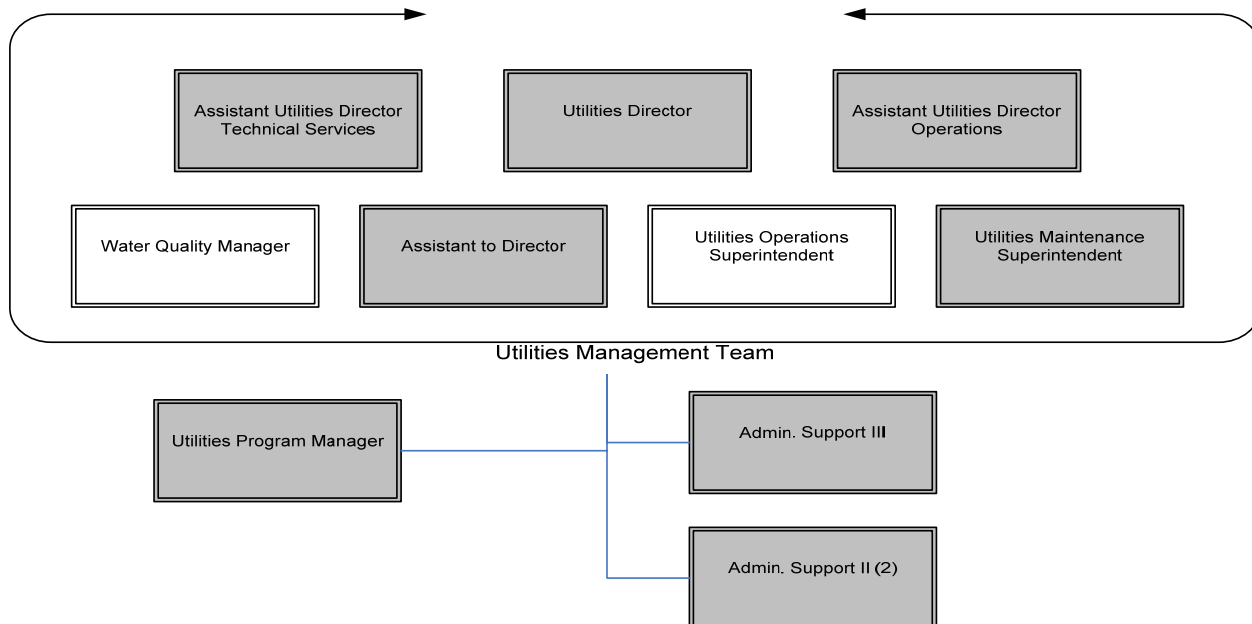 Assistant Utilities Director
Technical Services
Utilities Director
Assistant Utilities Director
Operations
Water Quality Manager
Assistant to Director
Utilities Operations
Superintendent
Utilities Maintenance
Superintendent
Utilities Management Team
Utilities Program Manager
Admin. Support III
Admin. Support II (2)